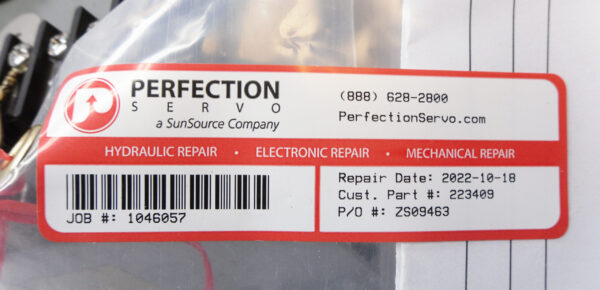 PERFECTION
SERVO
a SunSource Company
(888) 628-2800
PerfectionServo.com
HYDRAULIC REPAIR • ELECTRONIC REPAIR • MECHANICAL REPAIR
JOB #: 1046057
Repair Date: 2022-10-18
Cust. Part #: 223409
P/O #: ZS09463